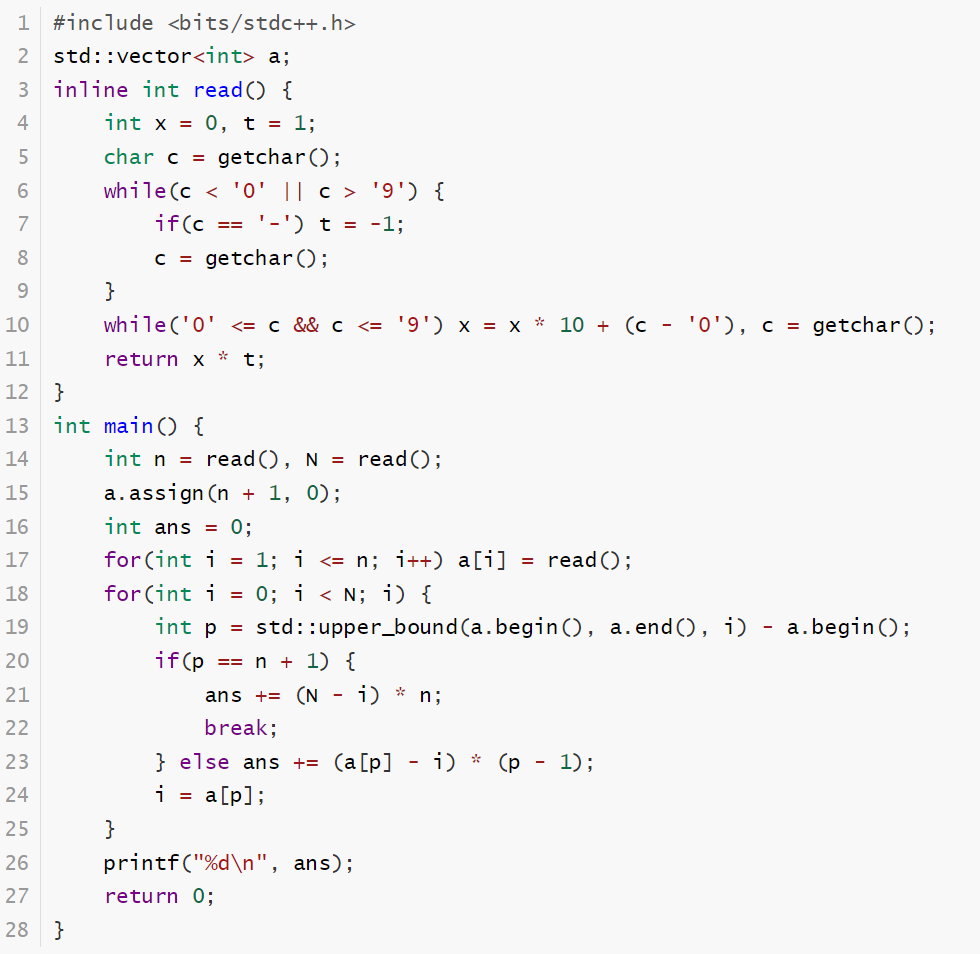 1 #include <bits/stdc++.h>
2 std::vector<int> a;
3 inline int read() {
4     int x = 0, t = 1;
5     char c = getchar();
6     while(c < '0' || c > '9') {
7         if(c == '-') t = -1;
8         c = getchar();
9     }
10     while('0' <= c && c <= '9') x = x * 10 + (c - '0'), c = getchar();
11     return x * t;
12 }
13 int main() {
14     int n = read(), N = read();
15     a.assign(n + 1, 0);
16     int ans = 0;
17     for(int i = 1; i <= n; i++) a[i] = read();
18     for(int i = 0; i < N; i) {
19         int p = std::upper_bound(a.begin(), a.end(), i) - a.begin();
20         if(p == n + 1) {
21             ans += (N - i) * n;
22             break;
23         } else ans += (a[p] - i) * (p - 1);
24         i = a[p];
25     }
26     printf("%d\n", ans);
27     return 0;
28 }